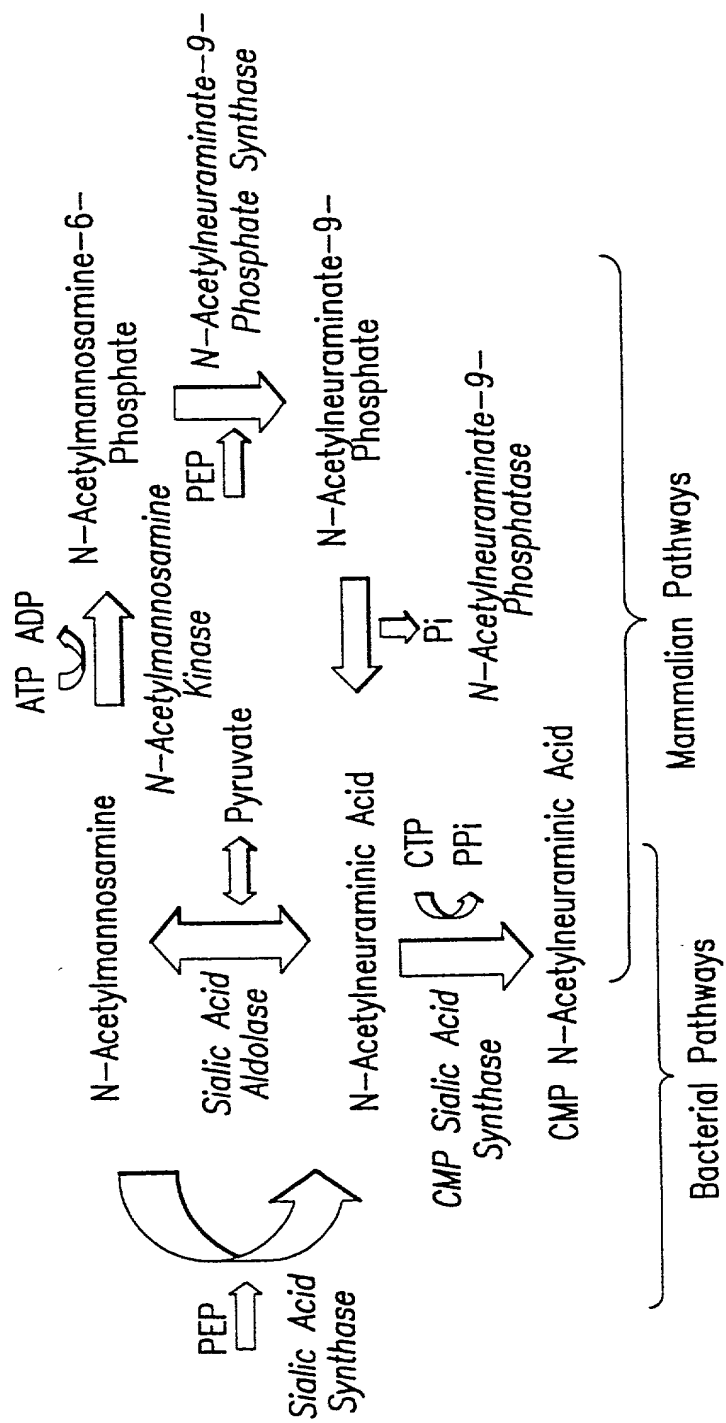 ATP ADP
N-Acetylmannosamine
N-Acetylmannosamine-6-
Phosphate
N-Acetylmannosamine
Kinase
PEP
Sialic Acid
Synthase
Sialic Acid
Aldolase
Pyruvate
PEP
N-Acetylneuraminate-9-
Phosphate Synthase
N-Acetylneuraminic Acid
N-Acetylneuraminate-9-
Phosphate
Pi
N-Acetylneuraminate-9-
Phosphatase
CMP Sialic Acid
Synthase
CTP
PPi
CMP N-Acetylneuraminic Acid
Bacterial Pathways
Mammalian Pathways